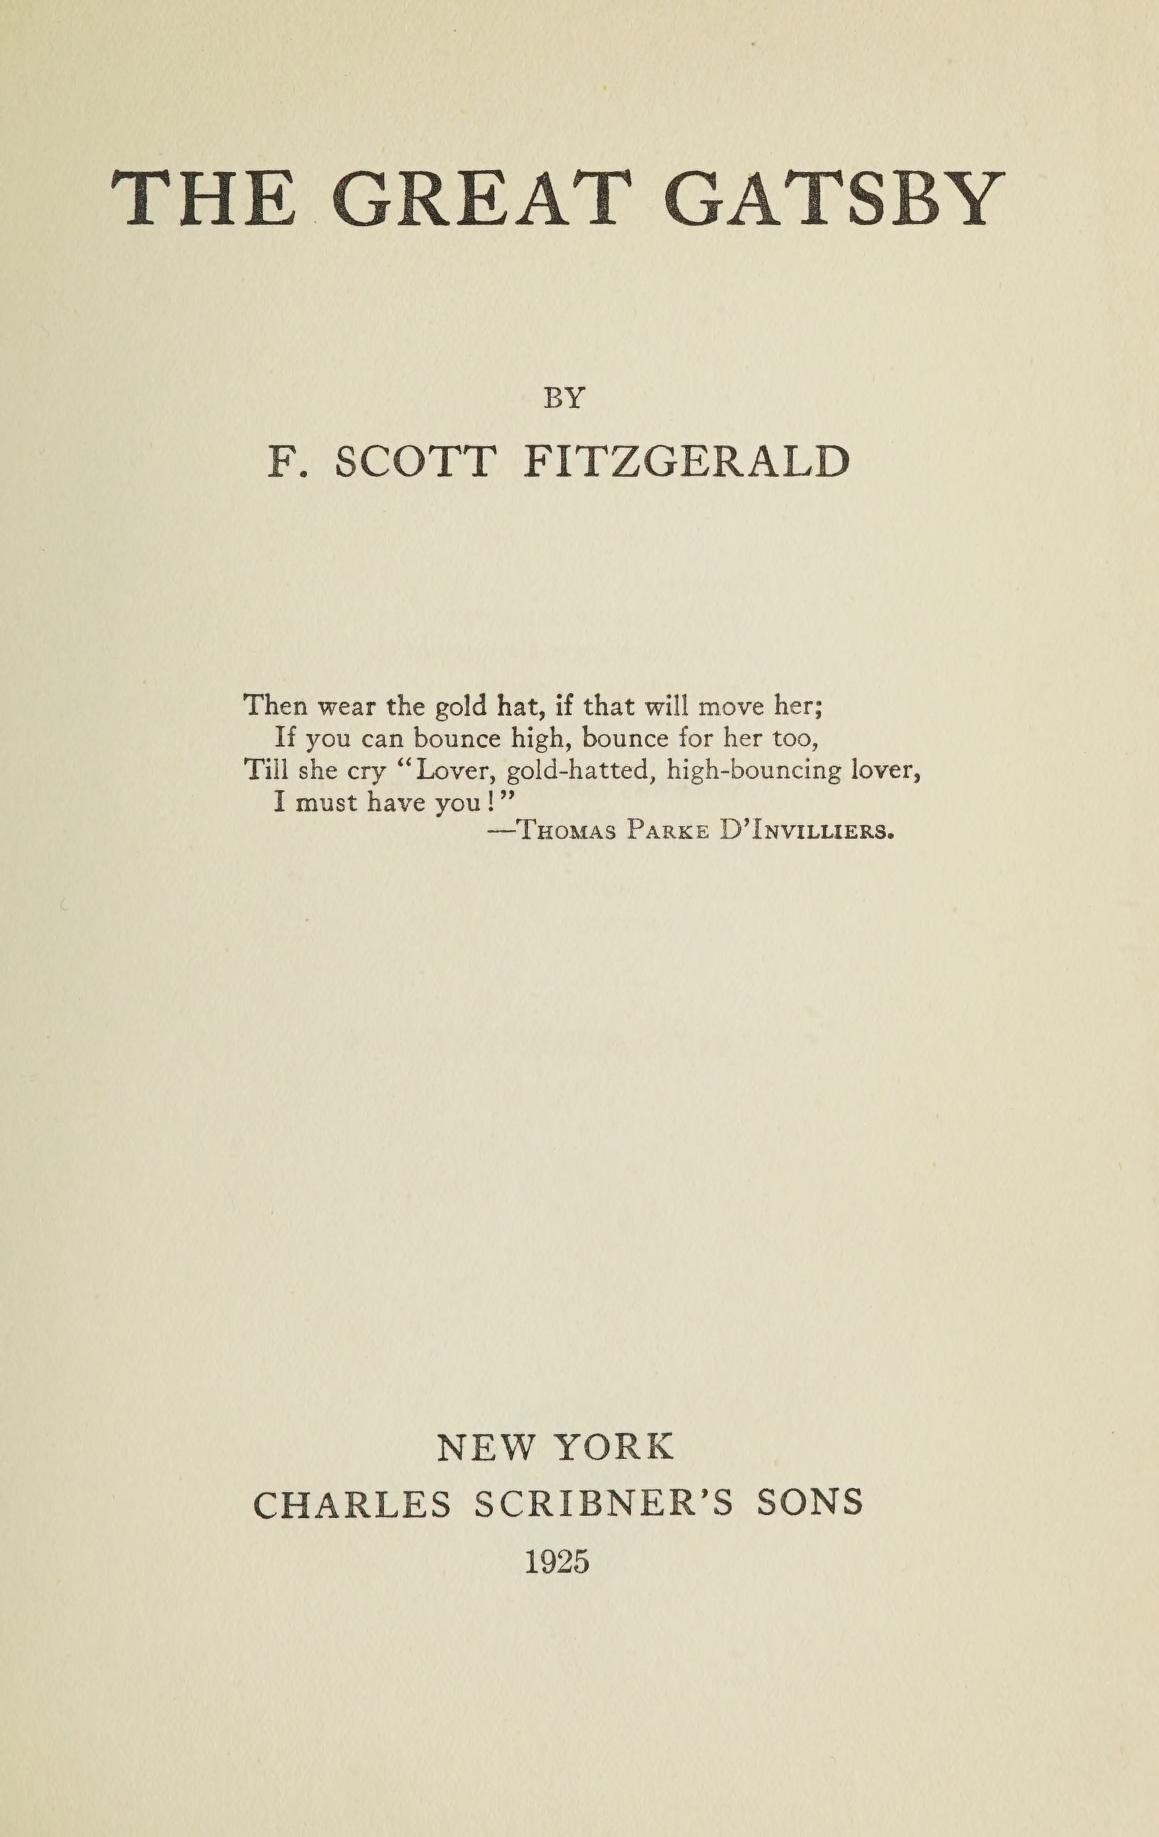 THE GREAT GATSBY
BY
F. SCOTT FITZGERALD
Then wear the gold hat, if that will move her;
If you can bounce high, bounce for her too,
Till she cry “Lover, gold-hatted, high-bouncing lover,
I must have you!”
—THOMAS PARKE D’INVILLIERS.
NEW YORK
CHARLES SCRIBNER’S SONS
1925